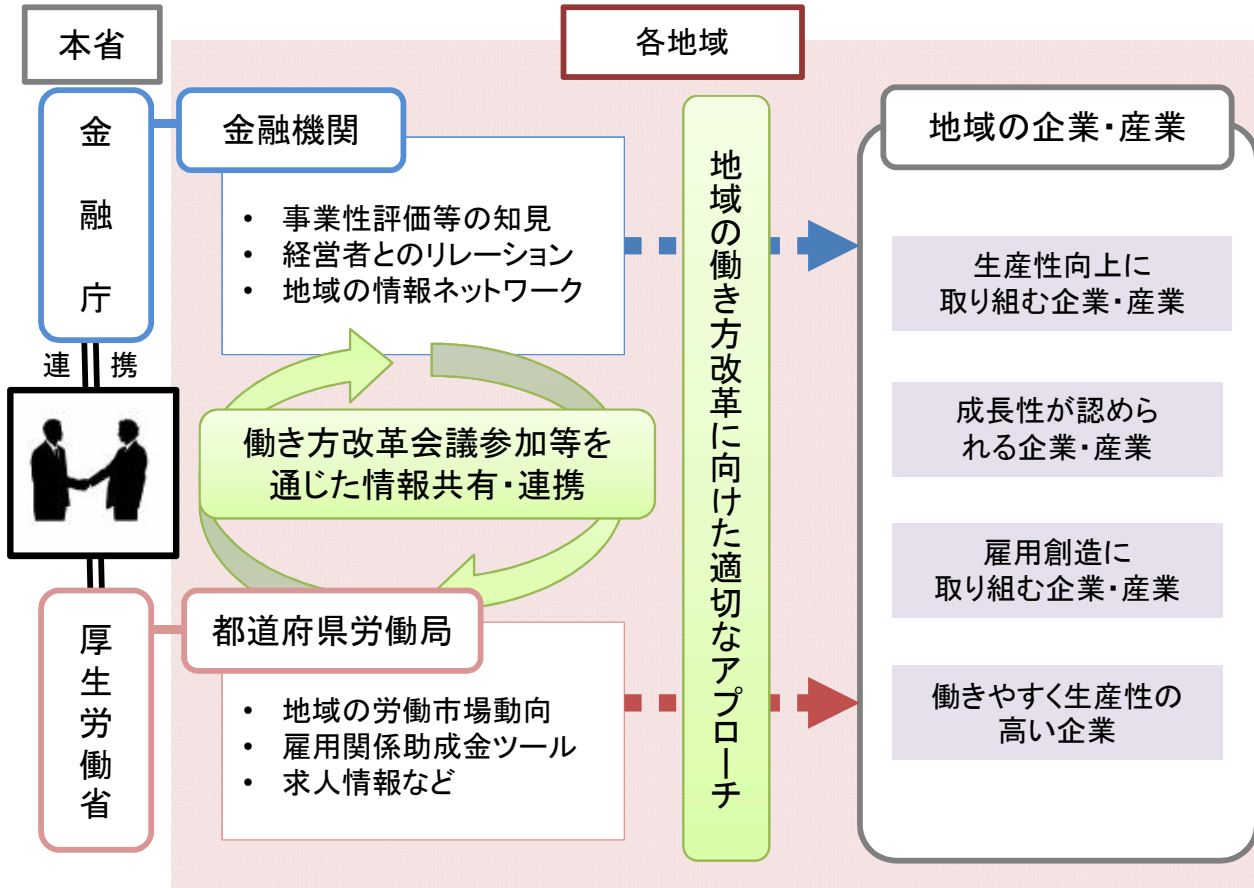 本省
各地域
金融庁
金融機関
• 事業性評価等の知見
• 経営者とのリレーション
• 地域の情報ネットワーク
連携
働き方改革会議参加等を
通じた情報共有・連携
厚生労働省
都道府県労働局
• 地域の労働市場動向
• 雇用関係助成金ツール
• 求人情報など
地域の働き方改革に向けた適切なアプローチ
地域の企業・産業
生産性向上に
取り組む企業・産業
成長性が認めら
れる企業・産業
雇用創造に
取り組む企業・産業
働きやすく生産性の
高い企業